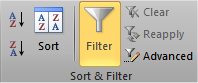 A
Z
A Z
Z A
Z
A
Sort
Filter
Clear
Reapply
Advanced
Sort & Filter